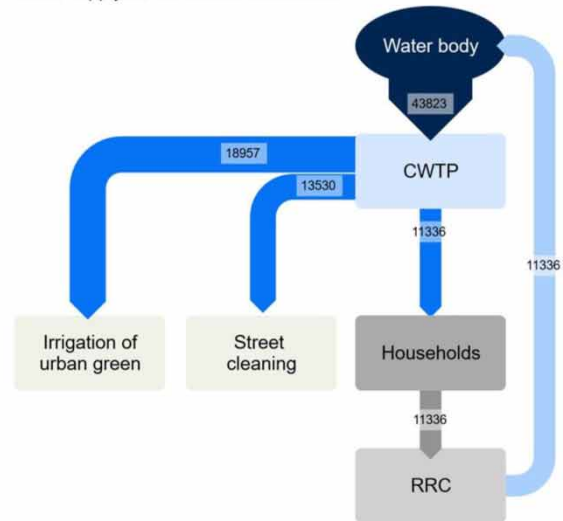 Water body
43823
18957
CWTP
13530
11336
11336
Irrigation of
urban green
Street
cleaning
Households
11336
RRC